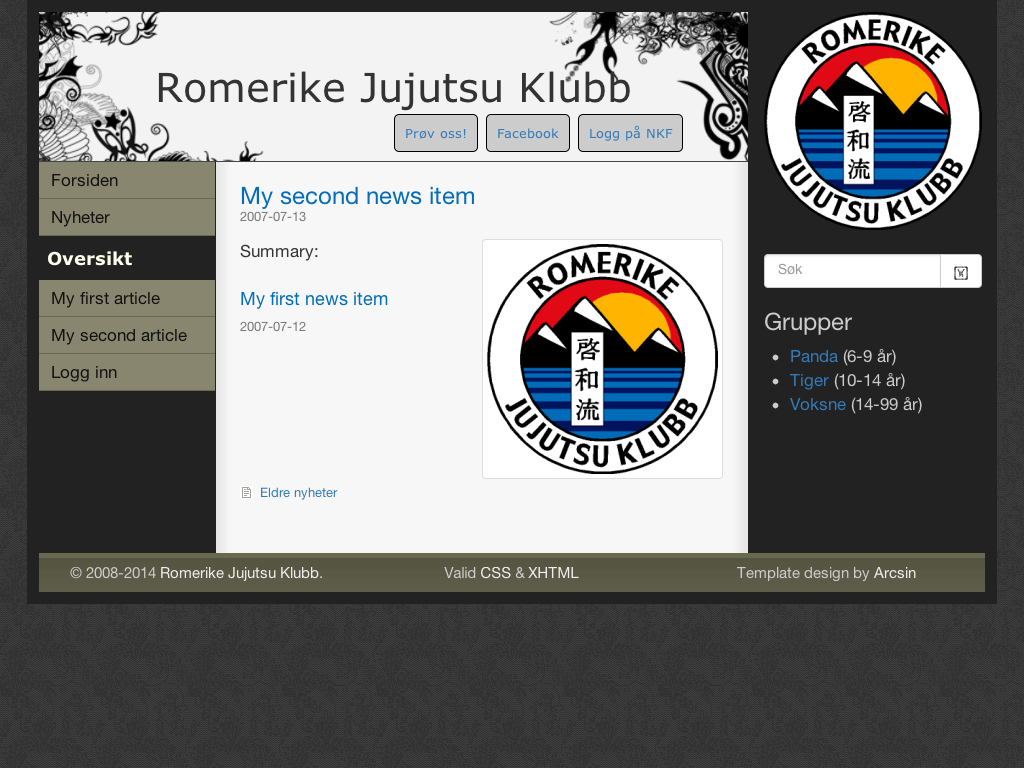 Romerike Jujutsu Klubb
Prøv oss!
Facebook
Logg på NKF
ROMERIKE
啓和流
JUJUTSU KLUBB
Forsiden
Nyheter
Oversikt
My first article
My second article
Logg inn
My second news item
2007-07-13
Summary:
My first news item
2007-07-12
ROMERIKE
啓和流
JUJUTSU KLUBB
Eldre nyheter
Søk
Grupper
Panda (6-9 år)
Tiger (10-14 år)
Voksne (14-99 år)
© 2008-2014 Romerike Jujutsu Klubb.
Valid CSS & XHTML
Template design by Arcsin